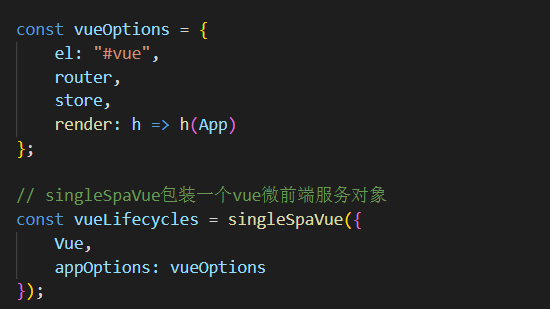 const vueOptions = {
    el: "#vue",
    router,
    store,
    render: h => h(App)
};
// singleSpaVue包装一个vue微前端服务对象
const vueLifecycles = singleSpaVue({
    Vue,
    appOptions: vueOptions
});